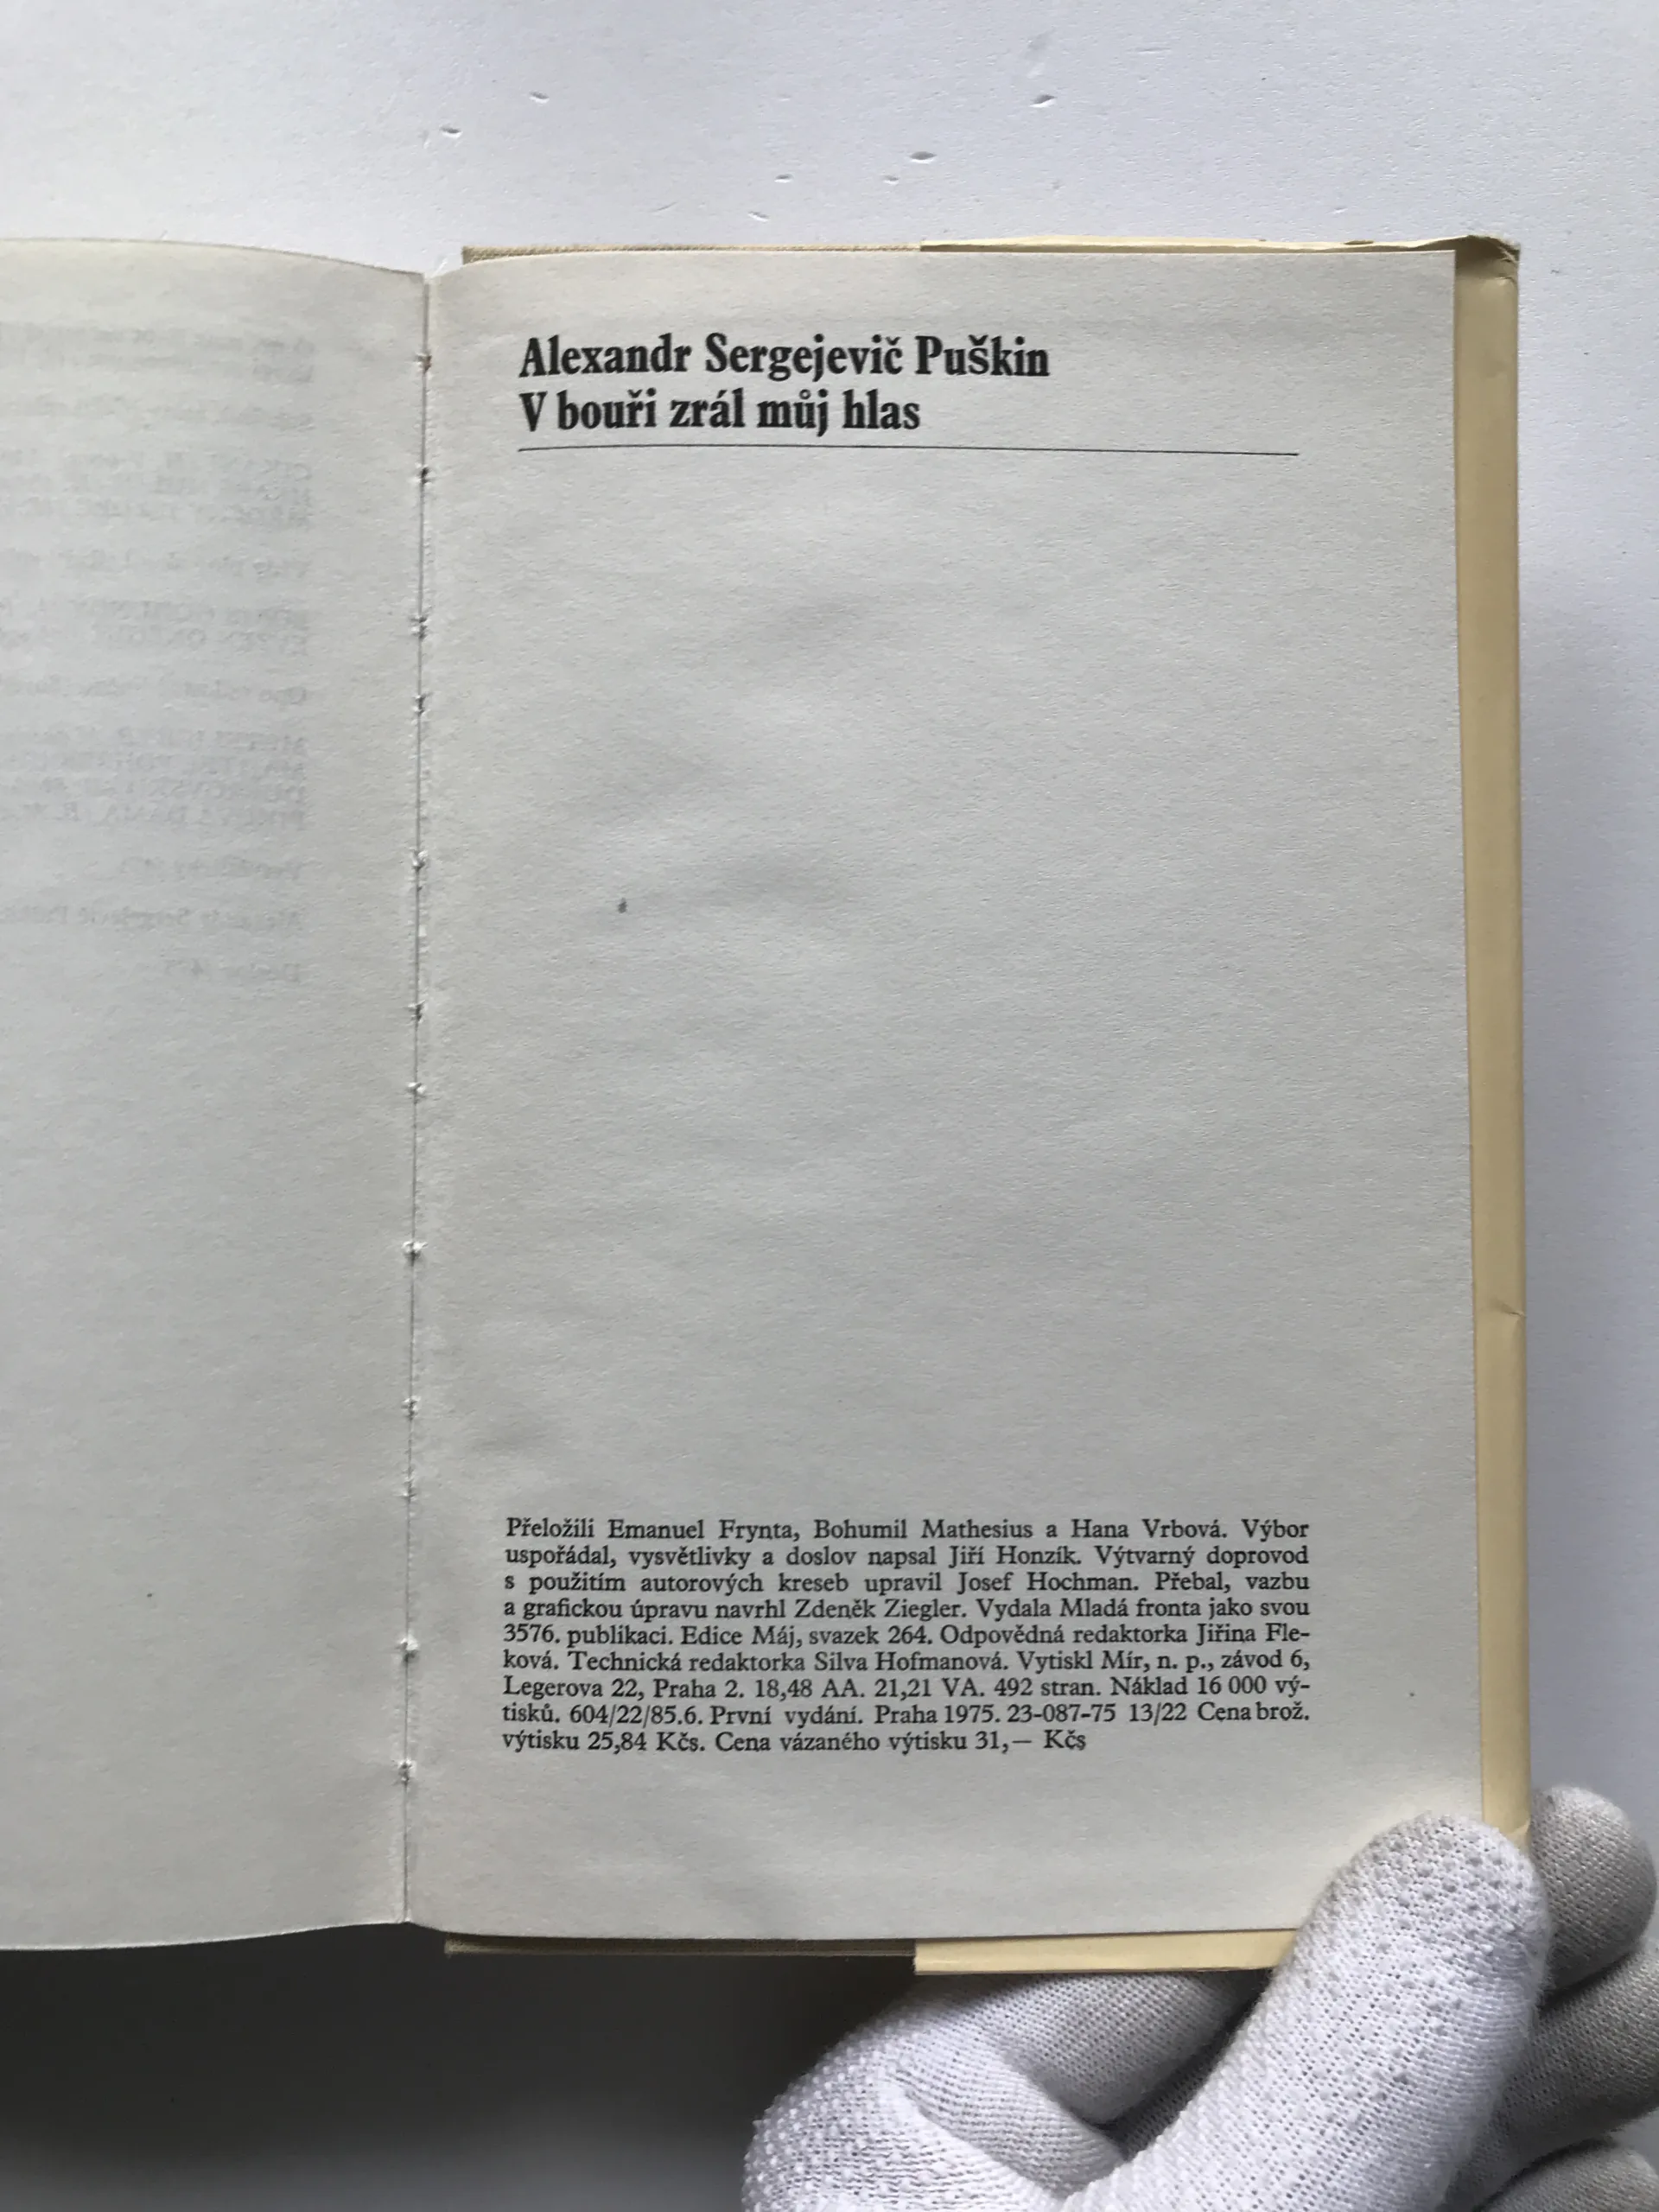 Alexandr Sergejevič Puškin
V bouři zrál můj hlas
Přeložili Emanuel Frynta, Bohumil Mathesius a Hana Vrbová. Výbor
uspořádal, vysvětlivky a doslov napsal Jiří Honzík. Výtvarný doprovod
s použitím autorových kreseb upravil Josef Hochman. Přebal, vazbu
a grafickou úpravu navrhl Zdeněk Ziegler. Vydala Mladá fronta jako svou
3576. publikaci. Edice Máj, svazek 264. Odpovědná redaktorka Jiřina Fle-
ková. Technická redaktorka Silva Hofmanová. Vytiskl Mír, n. p., závod 6,
Legerova 22, Praha 2. 18,48 AA. 21,21 VA. 492 stran. Náklad 16 000 vý-
tisků. 604/22/85.6. První vydání. Praha 1975. 23-087-75 13/22 Cena brož.
výtisku 25,84 Kčs. Cena vázaného výtisku 31,— Kčs